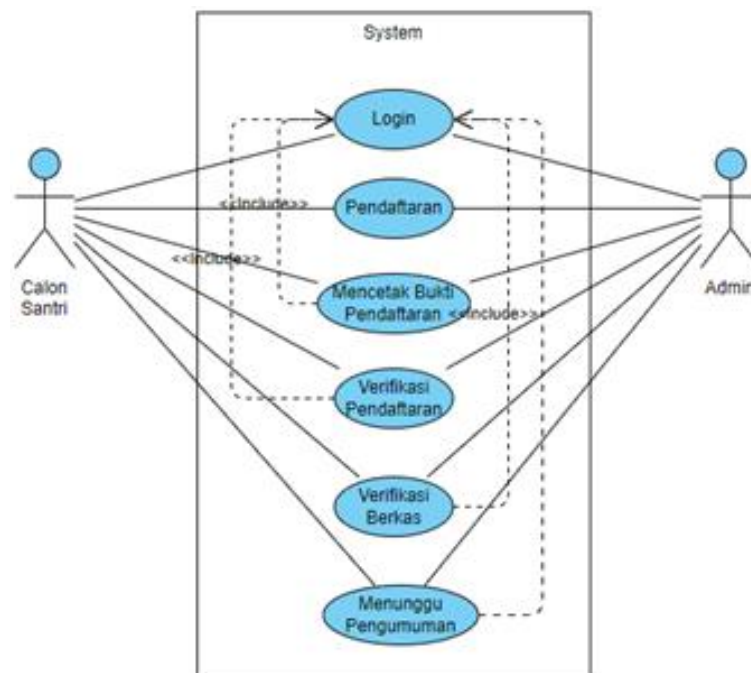 System
Login
<<Include>>
Pendaftaran
<<Include>>
Calon
Santri
Mencetak Bukti
Pendaftaran
<<Include>>
Admin
Verifikasi
Pendaftaran
Verifikasi
Berkas
Menunggu
Pengumuman